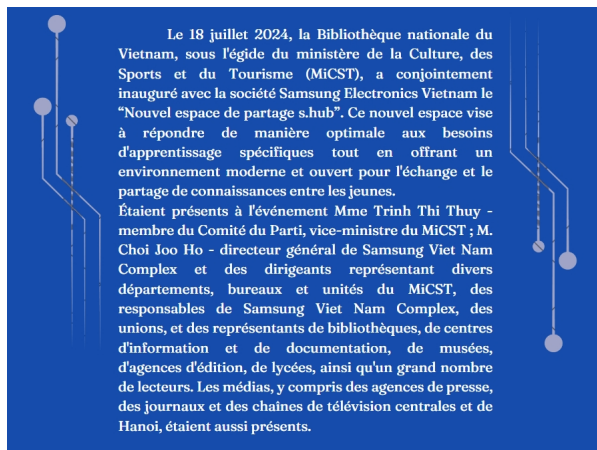 Le 18 juillet 2024, la Bibliothèque nationale du
Vietnam, sous l'égide du ministère de la Culture, des
Sports et du Tourisme (MiCST), a conjointement
inauguré avec la société Samsung Electronics Vietnam le
“Nouvel espace de partage s.hub”. Ce nouvel espace vise
à répondre de manière optimale aux besoins
d'apprentissage spécifiques tout en offrant un
environnement moderne et ouvert pour l'échange et le
partage de connaissances entre les jeunes.
Étaient présents à l'événement Mme Trinh Thi Thuy -
membre du Comité du Parti, vice-ministre du MiCST ; M.
Choi Joo Ho - directeur général de Samsung Viet Nam
Complex et des dirigeants représentant divers
départements, bureaux et unités du MiCST, des
responsables de Samsung Viet Nam Complex, des
unions, et des représentants de bibliothèques, de centres
d'information et de documentation, de musées,
d'agences d'édition, de lycées, ainsi qu'un grand nombre
de lecteurs. Les médias, y compris des agences de presse,
des journaux et des chaînes de télévision centrales et de
Hanoi, étaient aussi présents.